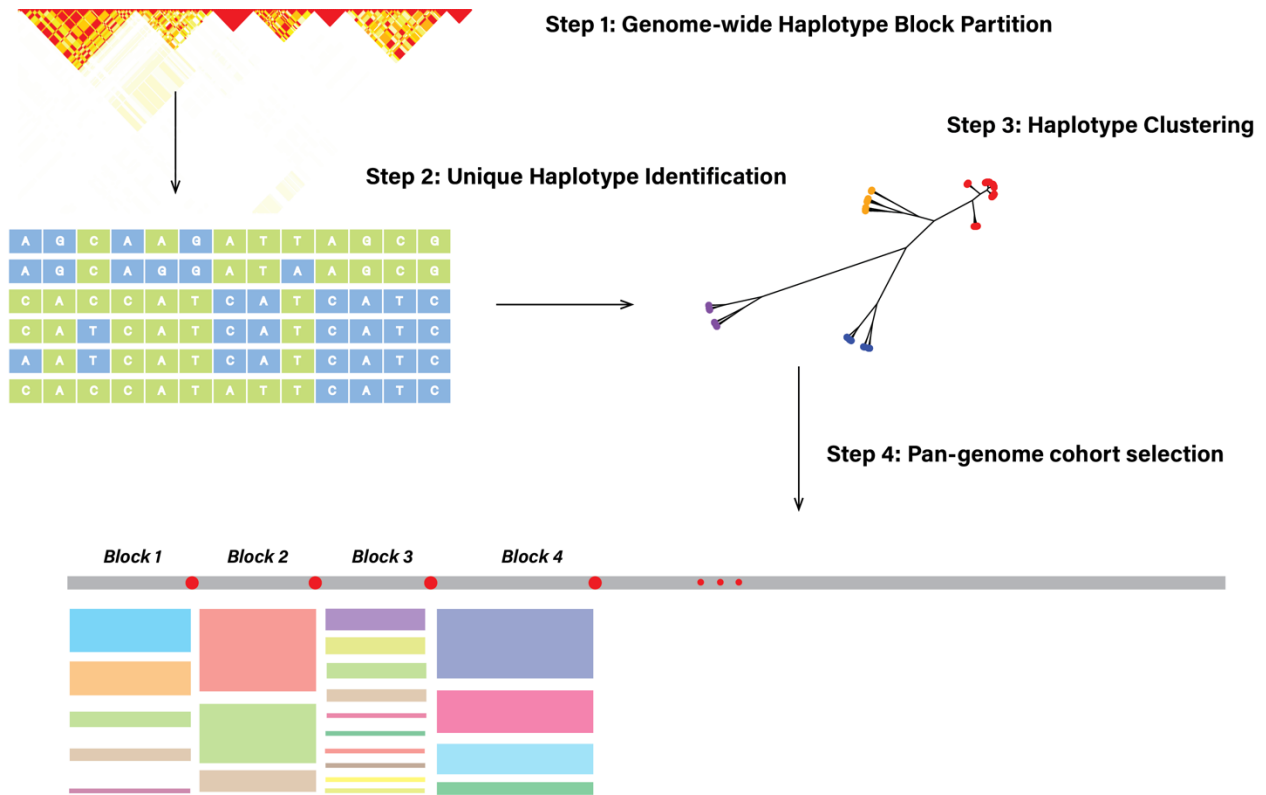 Step 1: Genome-wide Haplotype Block Partition
Step 3: Haplotype Clustering
Step 2: Unique Haplotype Identification
A G C A A G A T T A G C G
A G C A G G A T A A G C G
C A C C A T C A T C A T C
C A T C A T C A T C A T C
A A T C A T C A T C A T C
C A C C A T A T T C A T C
Step 4: Pan-genome cohort selection
Block 1 Block 2 Block 3 Block 4